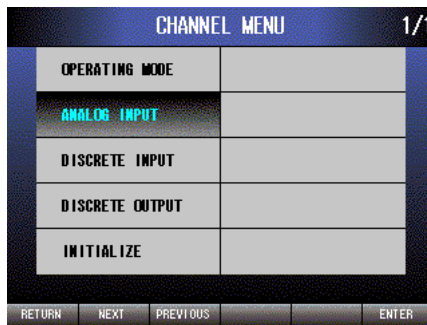 CHANNEL MENU 1/1
OPERATING MODE
ANALOG INPUT
DISCRETE INPUT
DISCRETE OUTPUT
INITIALIZE
RETURN NEXT PREVIOUS ENTER